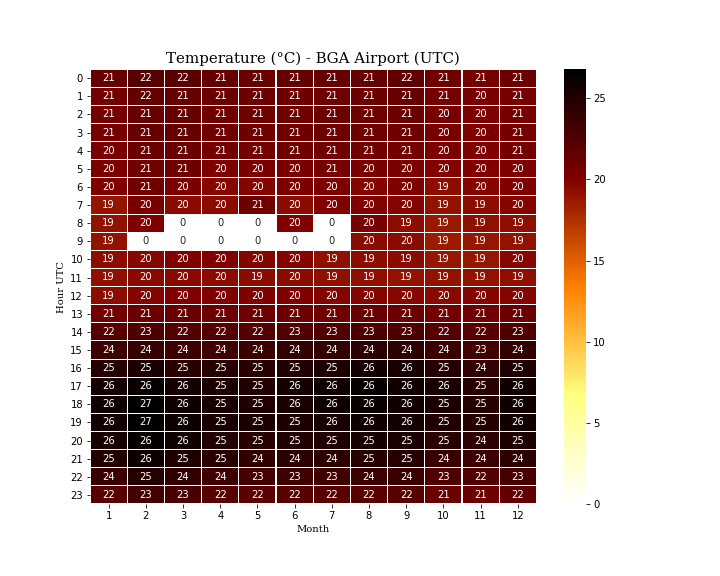 Temperature (°C) - BGA Airport (UTC)
0 21 22 22 21 21 21 21 21 22 21 21 21
1 21 22 21 21 21 21 21 21 21 21 20 21
2 21 21 21 21 21 21 21 21 21 20 20 21
3 21 21 21 21 21 21 21 21 21 20 20 21
4 20 21 21 21 21 21 21 21 21 20 20 21
5 20 21 21 20 20 20 21 20 20 20 20 20
6 20 21 20 20 20 20 20 20 20 19 20 20
7 19 20 20 20 21 20 20 20 20 19 19 20
8 19 20 0 0 0 20 0 20 19 19 19 19
9 19 0 0 0 0 0 0 20 20 19 19 19
10 19 20 20 20 20 20 19 19 19 19 19 20
11 19 20 20 20 19 20 19 19 19 19 19 19
12 19 20 20 20 20 20 20 20 20 20 20 20
13 21 21 21 21 21 21 21 21 21 21 21 21
14 22 23 22 22 22 23 23 23 23 22 22 23
15 24 24 24 24 24 24 24 24 24 24 23 24
16 25 25 25 25 25 25 25 26 26 25 24 25
17 26 26 26 25 25 26 26 26 26 26 25 26
18 26 27 26 26 25 25 26 26 26 25 25 26
19 26 27 26 25 25 25 26 26 26 25 25 26
20 26 26 26 25 25 25 25 25 25 25 24 25
21 25 26 25 25 24 24 24 25 25 24 24 24
22 24 25 24 24 23 23 23 24 24 23 22 23
23 22 23 23 22 22 22 22 22 22 21 21 22
1 2 3 4 5 6 7 8 9 10 11 12
Month
Hour UTC
25
20
15
10
5
0